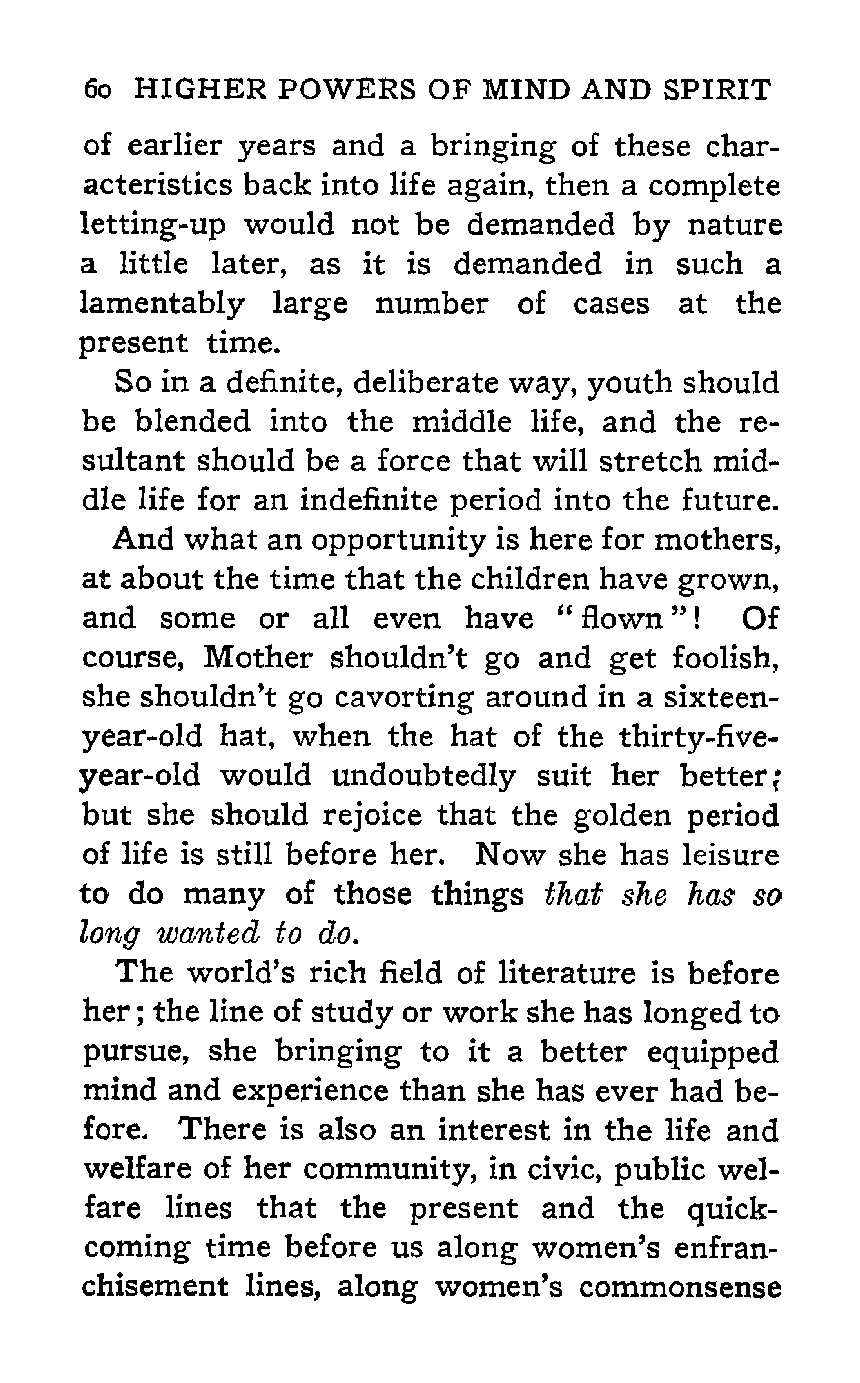 60 HIGHER POWERS OF MIND AND SPIRIT
of earlier years and a bringing of these char-
acteristics back into life again, then a complete
letting-up would not be demanded by nature
a little later, as it is demanded in such a
lamentably large number of cases at the
present time.
So in a definite, deliberate way, youth should
be blended into the middle life, and the re-
sultant should be a force that will stretch mid-
dle life for an indefinite period into the future.
And what an opportunity is here for mothers,
at about the time that the children have grown,
and some or all even have "flown"! Of
course, Mother shouldn't go and get foolish,
she shouldn't go cavorting around in a sixteen-
year-old hat, when the hat of the thirty-five-
year-old would undoubtedly suit her better;
but she should rejoice that the golden period
of life is still before her. Now she has leisure
to do many of those things that she has so
long wanted to do.
The world's rich field of literature is before
her; the line of study or work she has longed to
pursue, she bringing to it a better equipped
mind and experience than she has ever had be-
fore. There is also an interest in the life and
welfare of her community, in civic, public wel-
fare lines that the present and the quick-
coming time before us along women's enfran-
chisement lines, along women's commonsense